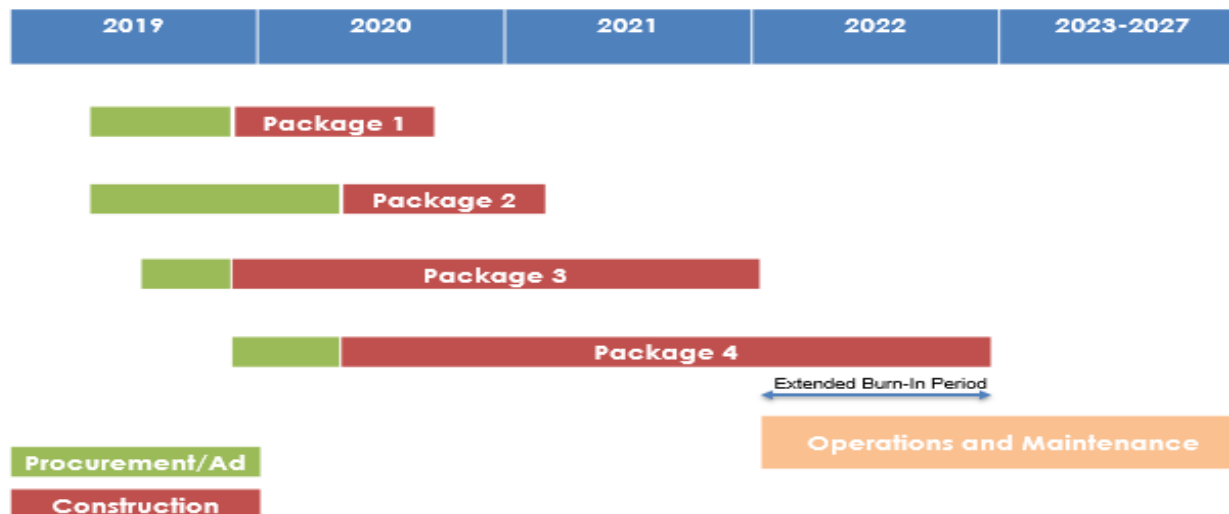 2019 2020 2021 2022 2023-2027
Package 1
Package 2
Package 3
Package 4
Extended Burn-In Period
Operations and Maintenance
Procurement/Ad
Construction